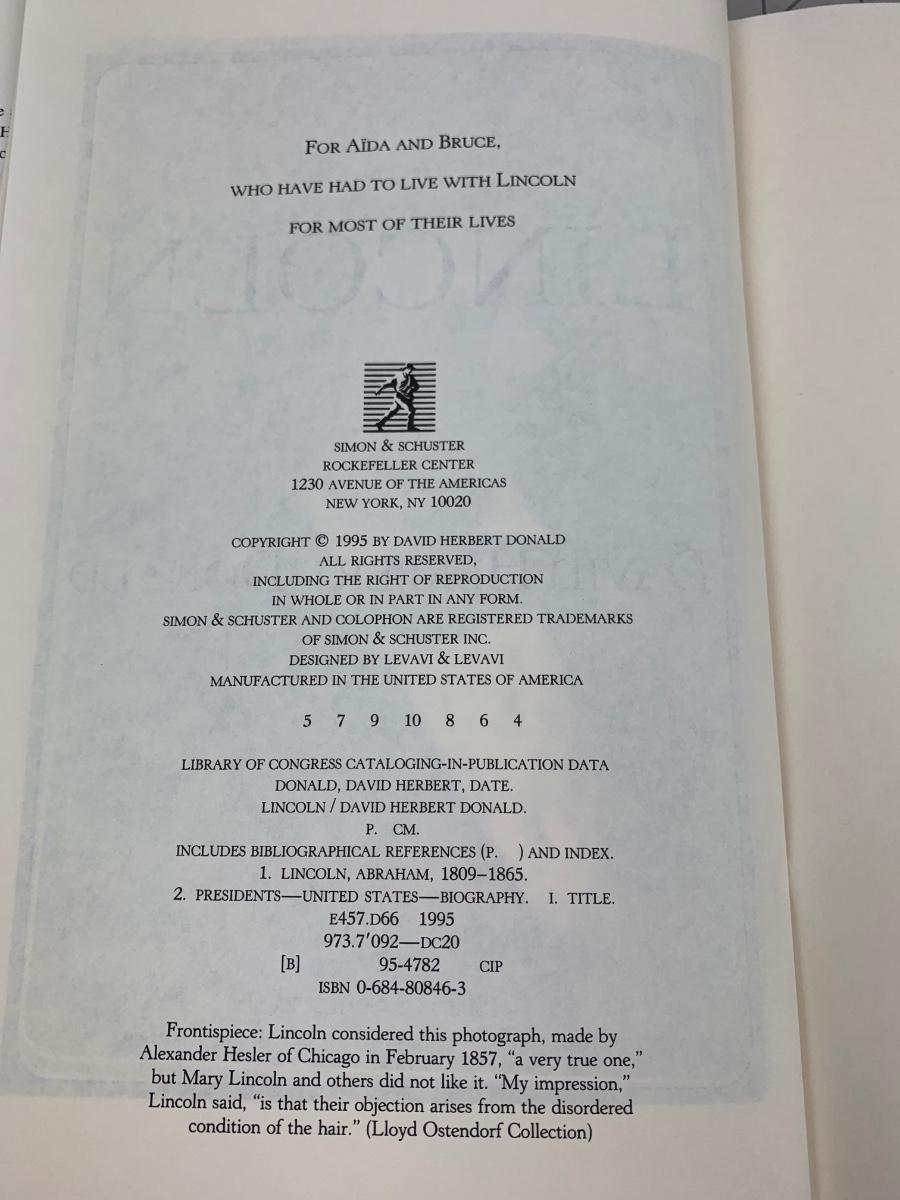 FOR AÏDA AND BRUCE,
WHO HAVE HAD TO LIVE WITH LINCOLN
FOR MOST OF THEIR LIVES
LINCOLN
SIMON & SCHUSTER
ROCKEFELLER CENTER
1230 AVENUE OF THE AMERICAS
NEW YORK, NY 10020
COPYRIGHT © 1995 BY DAVID HERBERT DONALD
ALL RIGHTS RESERVED,
INCLUDING THE RIGHT OF REPRODUCTION
IN WHOLE OR IN PART IN ANY FORM.
SIMON & SCHUSTER AND COLOPHON ARE REGISTERED TRADEMARKS
OF SIMON & SCHUSTER INC.
DESIGNED BY LEVAVI & LEVAVI
MANUFACTURED IN THE UNITED STATES OF AMERICA
5 7 9 10 8 6 4
LIBRARY OF CONGRESS CATALOGING-IN-PUBLICATION DATA
DONALD, DAVID HERBERT, DATE.
LINCOLN / DAVID HERBERT DONALD.
P. CM.
INCLUDES BIBLIOGRAPHICAL REFERENCES (P. ) AND INDEX.
1. LINCOLN, ABRAHAM, 1809–1865.
2. PRESIDENTS—UNITED STATES—BIOGRAPHY. I. TITLE.
E457.D66 1995
973.7'092—DC20
[B] 95-4782 CIP
ISBN 0-684-80846-3
Frontispiece: Lincoln considered this photograph, made by
Alexander Hesler of Chicago in February 1857, “a very true one,”
but Mary Lincoln and others did not like it. “My impression,”
Lincoln said, “is that their objection arises from the disordered
condition of the hair.” (Lloyd Ostendorf Collection)